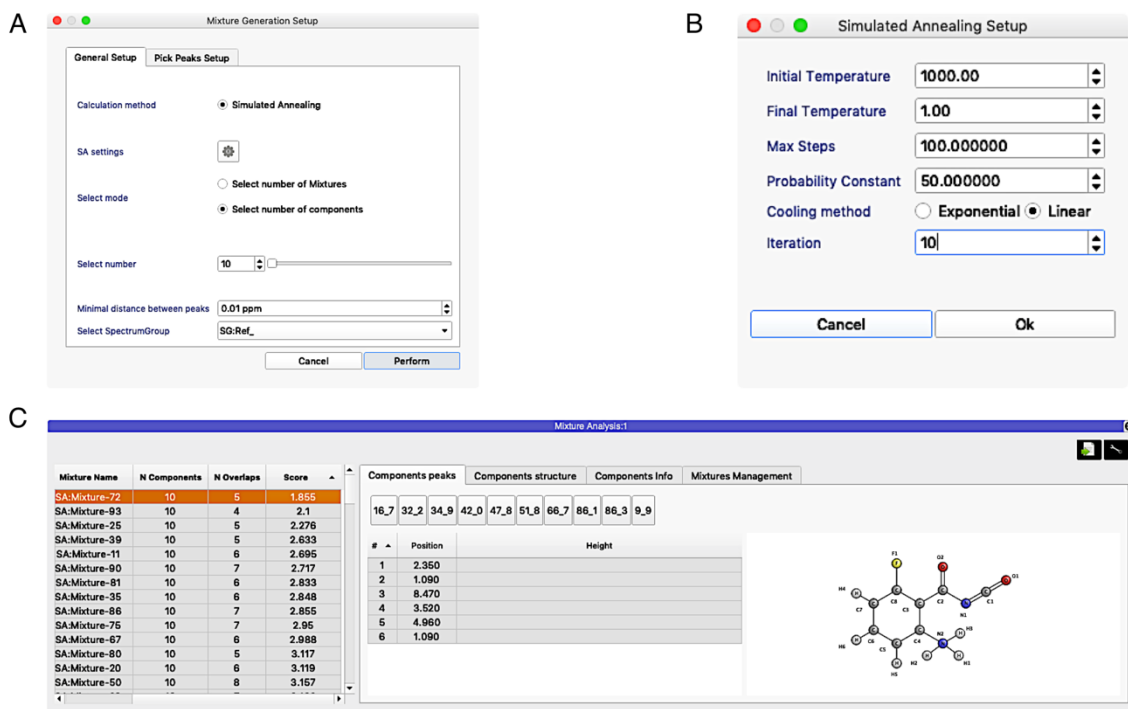 A
Mixture Generation Setup
General Setup
Pick Peaks Setup
Calculation method
Simulated Annealing
SA settings
Select mode
Select number of Mixtures
Select number of components
Select number
10
Minimal distance between peaks
0.01 ppm
Select SpectrumGroup
SG:Ref_
Cancel
Perform
B
Simulated Annealing Setup
Initial Temperature 1000.00
Final Temperature 1.00
Max Steps 100.000000
Probability Constant 50.000000
Cooling method Exponential Linear
Iteration 10
Cancel
Ok
C
Mixture Analysis:1
Mixture Name N Components N Overlaps Score
SA:Mixture-72 10 5 1.855
SA:Mixture-93 10 4 2.1
SA:Mixture-25 10 5 2.276
SA:Mixture-39 10 5 2.633
SA:Mixture-11 10 6 2.695
SA:Mixture-90 10 7 2.717
SA:Mixture-81 10 6 2.833
SA:Mixture-35 10 6 2.848
SA:Mixture-86 10 7 2.855
SA:Mixture-75 10 7 2.95
SA:Mixture-67 10 6 2.988
SA:Mixture-80 10 5 3.117
SA:Mixture-20 10 6 3.119
SA:Mixture-50 10 8 3.157
Components peaks
Components structure
Components Info
Mixtures Management
16_7 32_2 34_9 42_0 47_8 51_8 66_7 86_1 86_3 9_9
# Position Height
1 2.350
2 1.090
3 8.470
4 3.520
5 4.960
6 1.090
F1
F
O2
O
O1
O
H4
H
C8
C
C2
C
C7
C
C3
C
N1
N
C1
C
H6
H
C6
C
C4
C
N2
N
H3
H
C5
C
H2
H
H1
H
H5
H